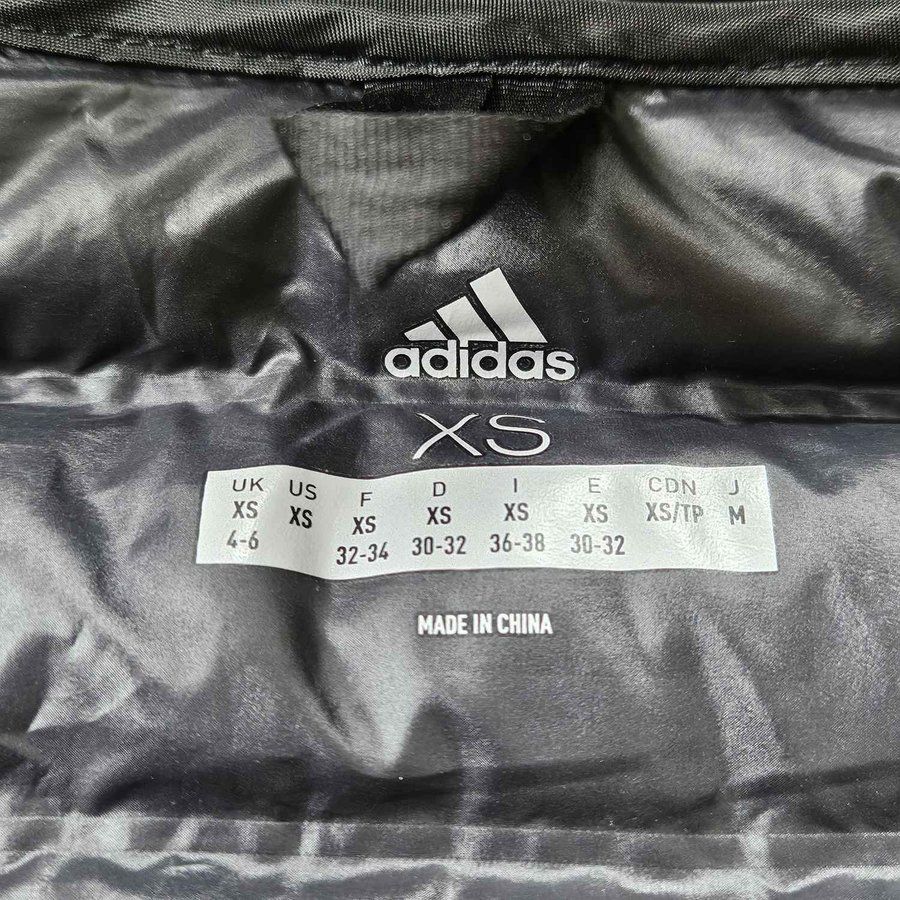 adidas
XS
UK US F D I E CDN J
XS XS XS XS XS XS XS/TP M
4-6 32-34 30-32 36-38 30-32
MADE IN CHINA